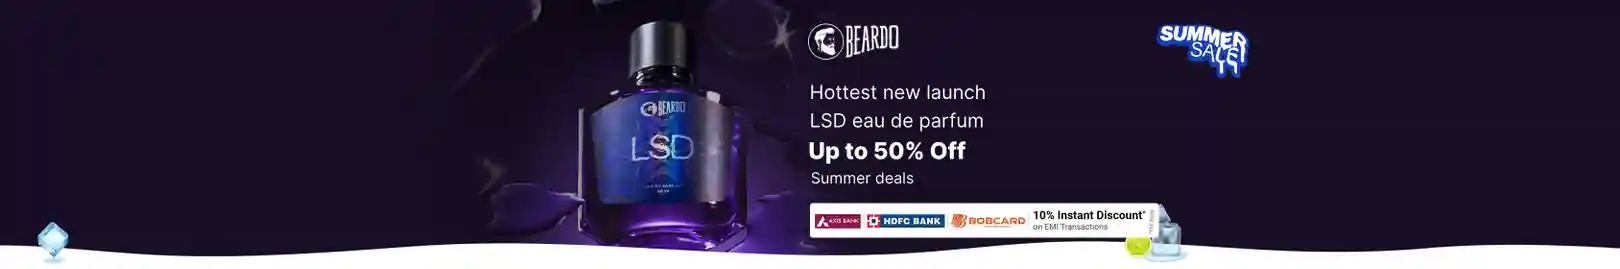 BEARDO
SUMMER
SALE
BEARDO
LSD
Hottest new launch
LSD eau de parfum
Up to 50% Off
Summer deals
AXIS BANK
HDFC BANK
BOBCARD
10% Instant Discount*
on EMI Transactions